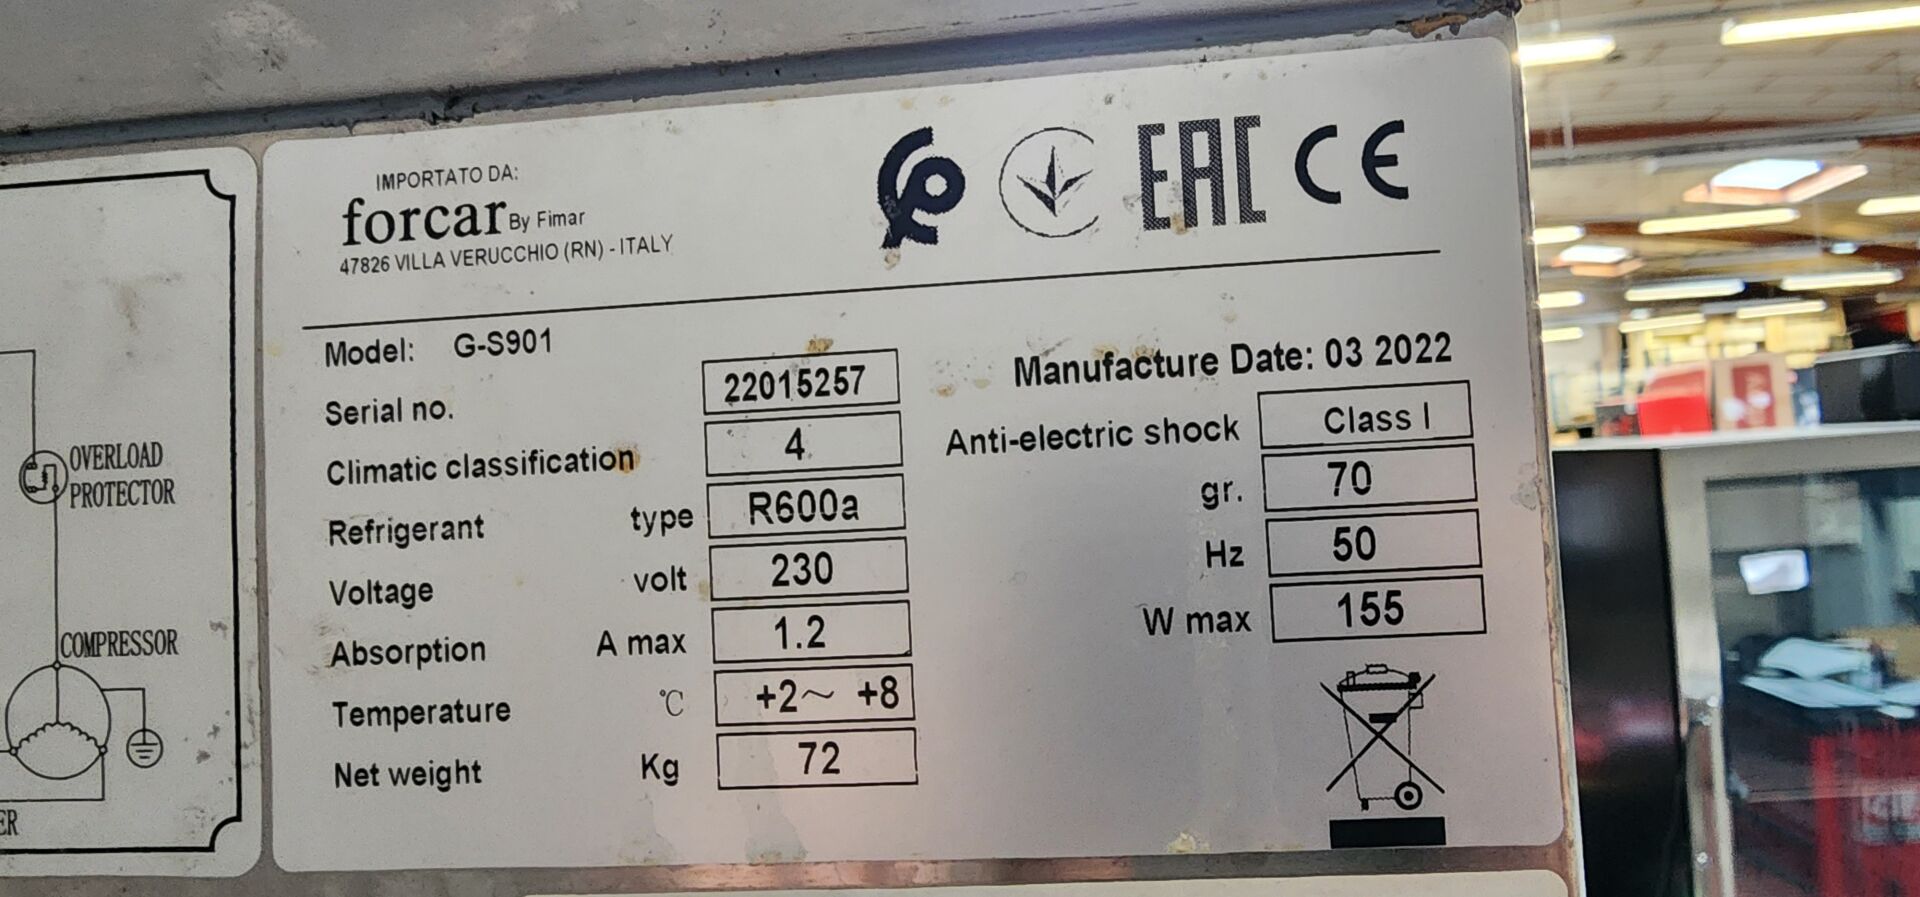 OVERLOAD
PROTECTOR
COMPRESSOR
ER
IMPORTATO DA:
forcar By Fimar
47826 VILLA VERUCCHIO (RN) - ITALY
EAC CE
Model: G-S901
Manufacture Date: 03 2022
Serial no. 22015257
Anti-electric shock Class I
Climatic classification 4
gr. 70
Refrigerant type R600a
Hz 50
Voltage volt 230
W max 155
Absorption A max 1.2
Temperature °C +2～ +8
Net weight Kg 72